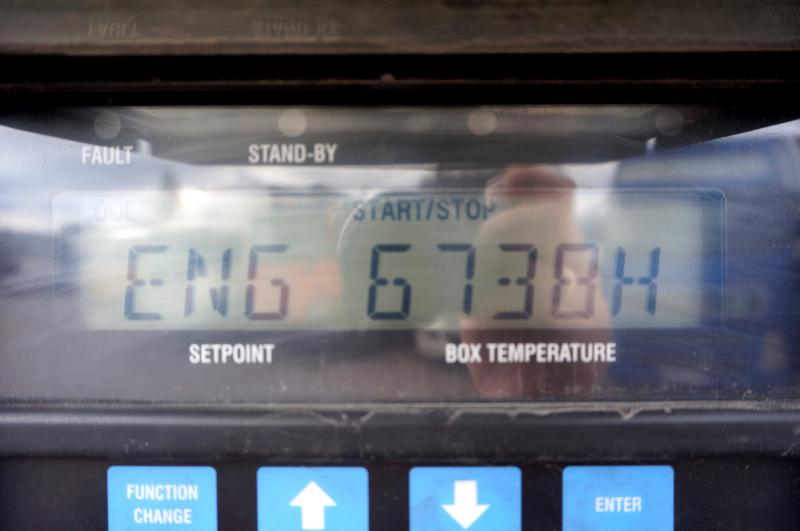 FAULT STAND-BY
START/STOP
ENG 6738H
SETPOINT BOX TEMPERATURE
FUNCTION
CHANGE
ENTER